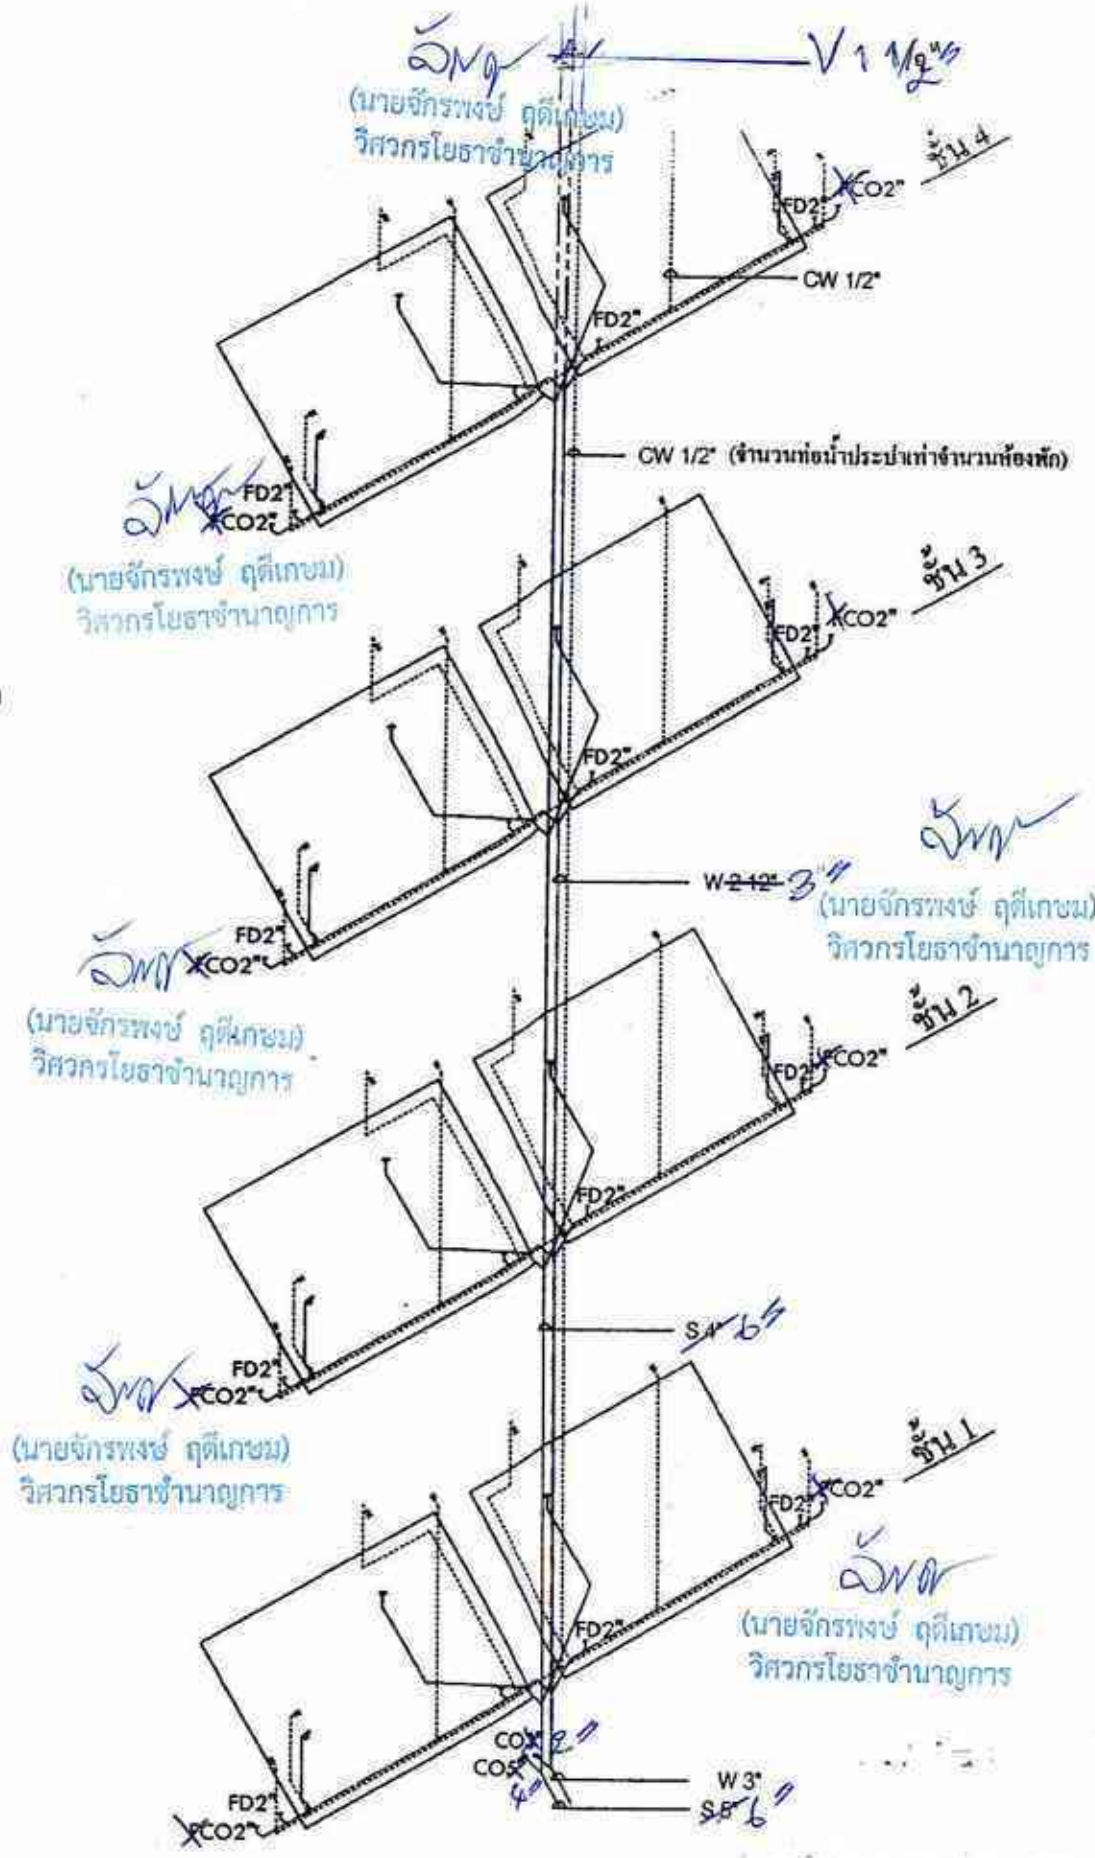 V 1 1/2"
(นายจักรพงษ์ ฤดีเกษม)
วิศวกรโยธาชำนาญการ
ชั้น 4
FD2" CO2"
CW 1/2"
FD2"
CW 1/2" (จำนวนท่อน้ำประปาเท่าจำนวนห้องพัก)
FD2"
CO2"
(นายจักรพงษ์ ฤดีเกษม)
วิศวกรโยธาชำนาญการ
ชั้น 3
FD2" CO2"
FD2"
W 2 12" 3"
(นายจักรพงษ์ ฤดีเกษม)
วิศวกรโยธาชำนาญการ
FD2"
CO2"
(นายจักรพงษ์ ฤดีเกษม)
วิศวกรโยธาชำนาญการ
ชั้น 2
FD2" FCO2"
FD2"
S 4" 6"
FD2"
FCO2"
(นายจักรพงษ์ ฤดีเกษม)
วิศวกรโยธาชำนาญการ
ชั้น 1
FD2" CO2"
FD2"
(นายจักรพงษ์ ฤดีเกษม)
วิศวกรโยธาชำนาญการ
CO 2"
CO5"
4"
W 3"
S 5" 6"
FD2"
FCO2"